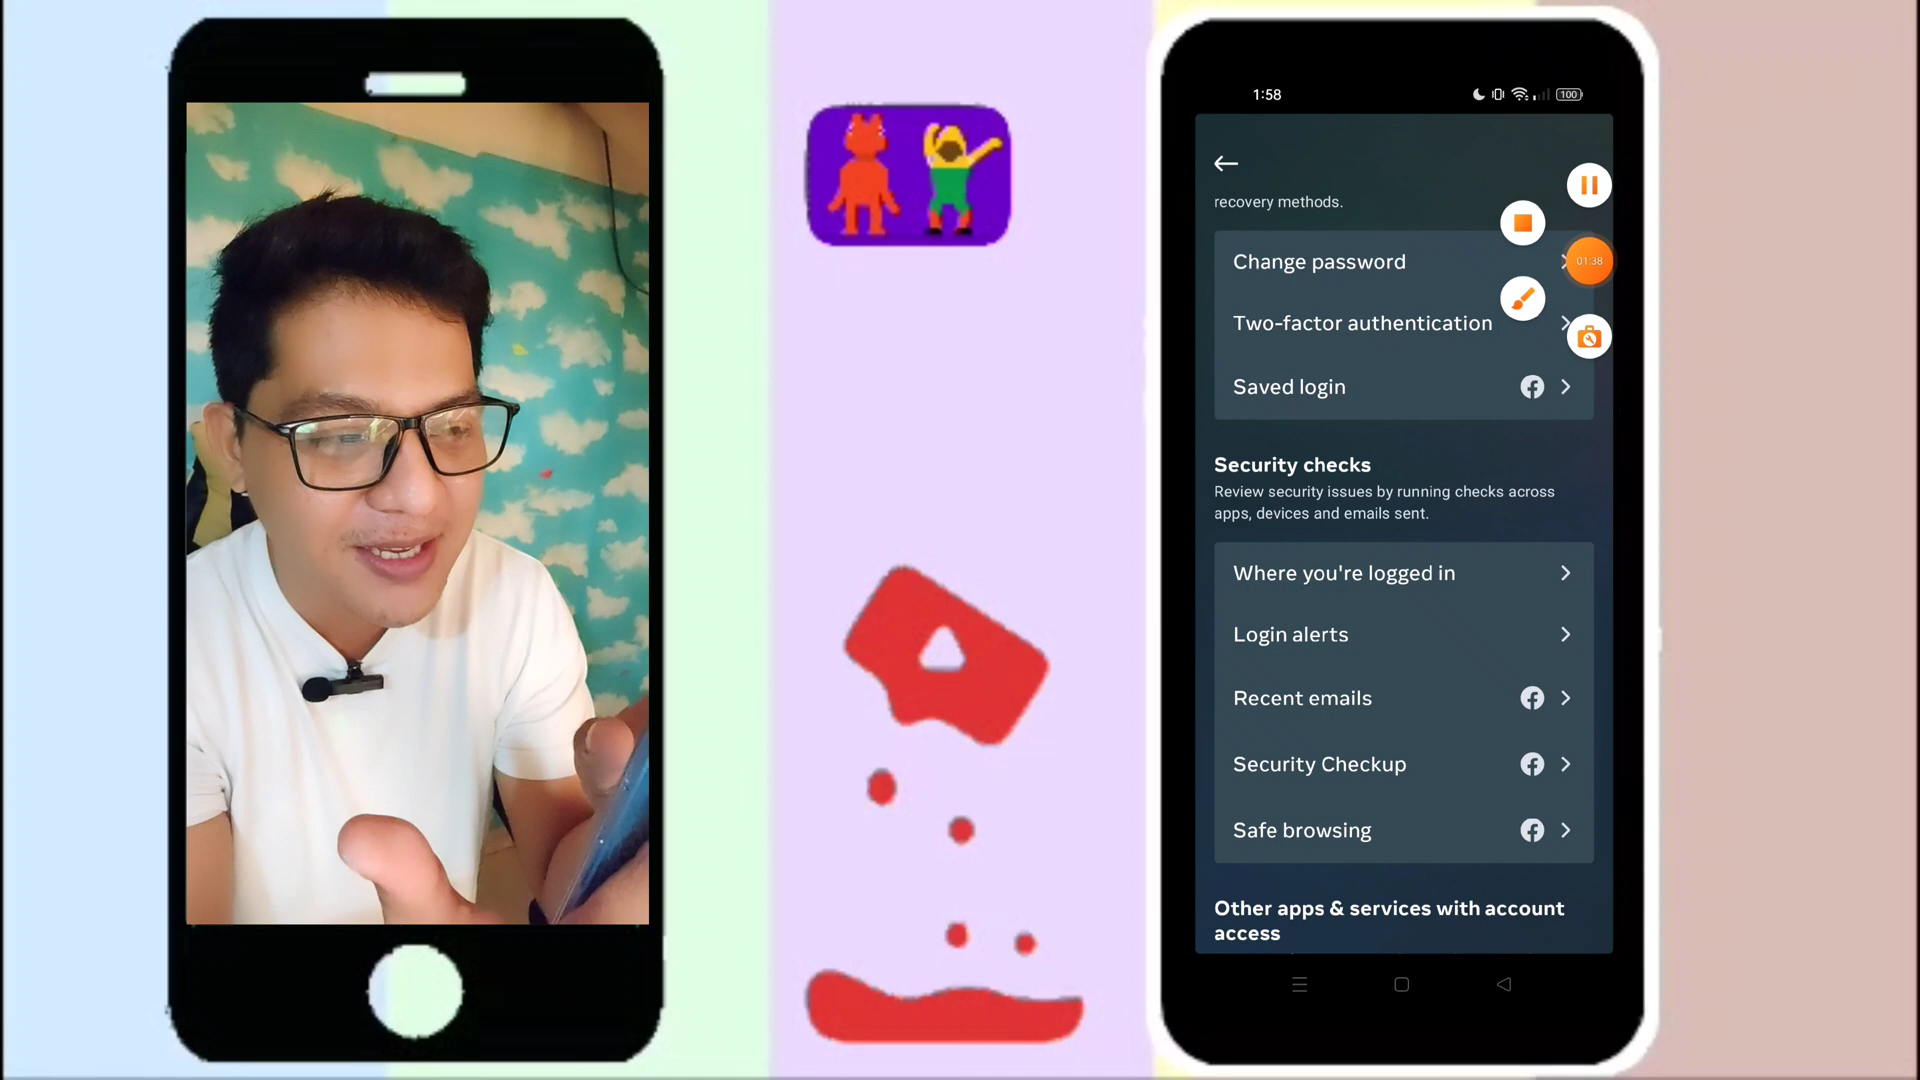 1:58
100
recovery methods.
Change password
01:38
Two-factor authentication
Saved login
Security checks
Review security issues by running checks across
apps, devices and emails sent.
Where you're logged in
Login alerts
Recent emails
Security Checkup
Safe browsing
Other apps & services with account
access